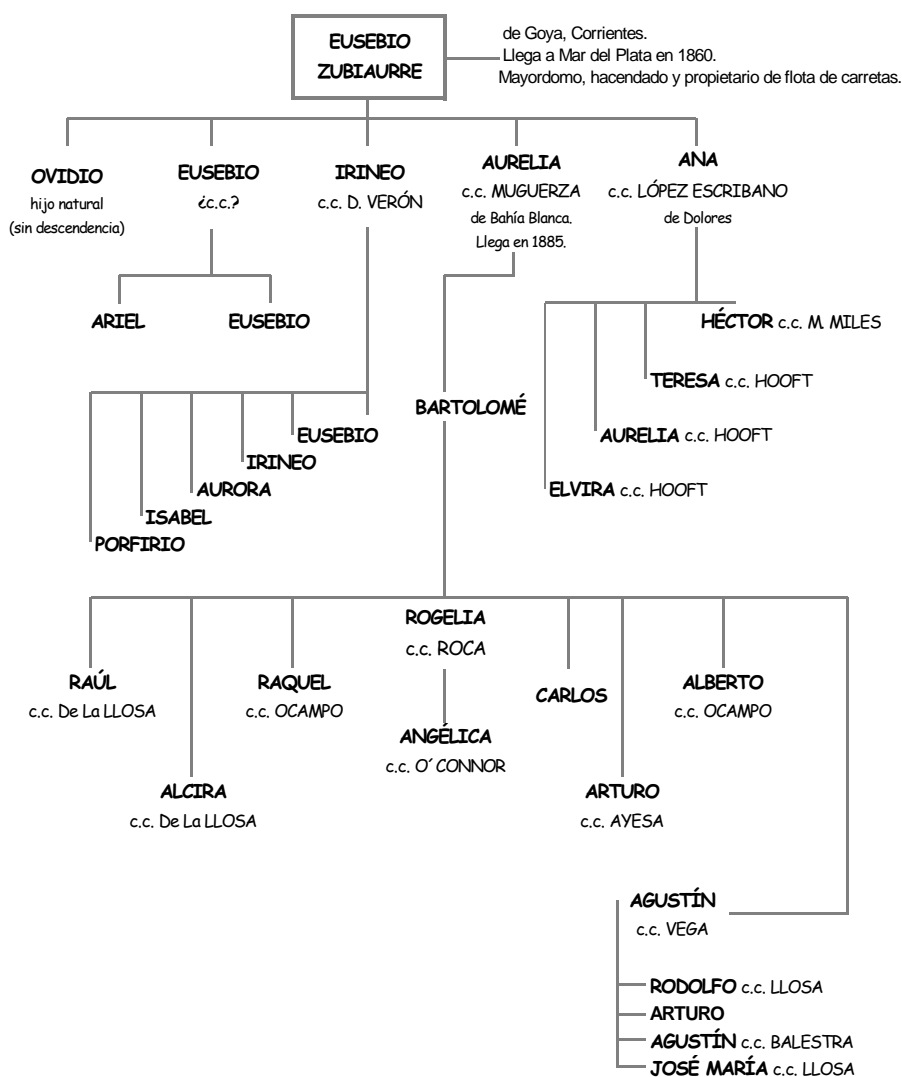 EUSEBIO
ZUBIAURRE
de Goya, Corrientes.
Llega a Mar del Plata en 1860.
Mayordomo, hacendado y propietario de flota de carretas.
OVIDIO
hijo natural
(sin descendencia)
EUSEBIO
¿c.c.?
IRINEO
c.c. D. VERÓN
AURELIA
c.c. MUGUERZA
de Bahía Blanca.
Llega en 1885.
ANA
c.c. LÓPEZ ESCRIBANO
de Dolores
ARIEL
EUSEBIO
HÉCTOR c.c. M. MILES
TERESA c.c. HOOFT
AURELIA c.c. HOOFT
ELVIRA c.c. HOOFT
BARTOLOMÉ
EUSEBIO
IRINEO
AURORA
ISABEL
PORFIRIO
RAÚL
c.c. De La LLOSA
ALCIRA
c.c. De La LLOSA
RAQUEL
c.c. OCAMPO
ROGELIA
c.c. ROCA
ANGÉLICA
c.c. O´ CONNOR
CARLOS
ARTURO
c.c. AYESA
ALBERTO
c.c. OCAMPO
AGUSTÍN
c.c. VEGA
RODOLFO c.c. LLOSA
ARTURO
AGUSTÍN c.c. BALESTRA
JOSÉ MARÍA c.c. LLOSA